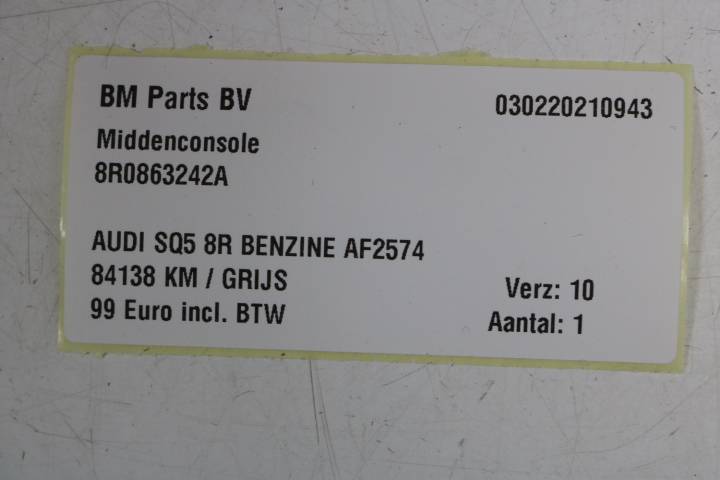 BM Parts BV
030220210943
Middenconsole
8R0863242A
AUDI SQ5 8R BENZINE AF2574
84138 KM / GRIJS
Verz: 10
99 Euro incl. BTW
Aantal: 1